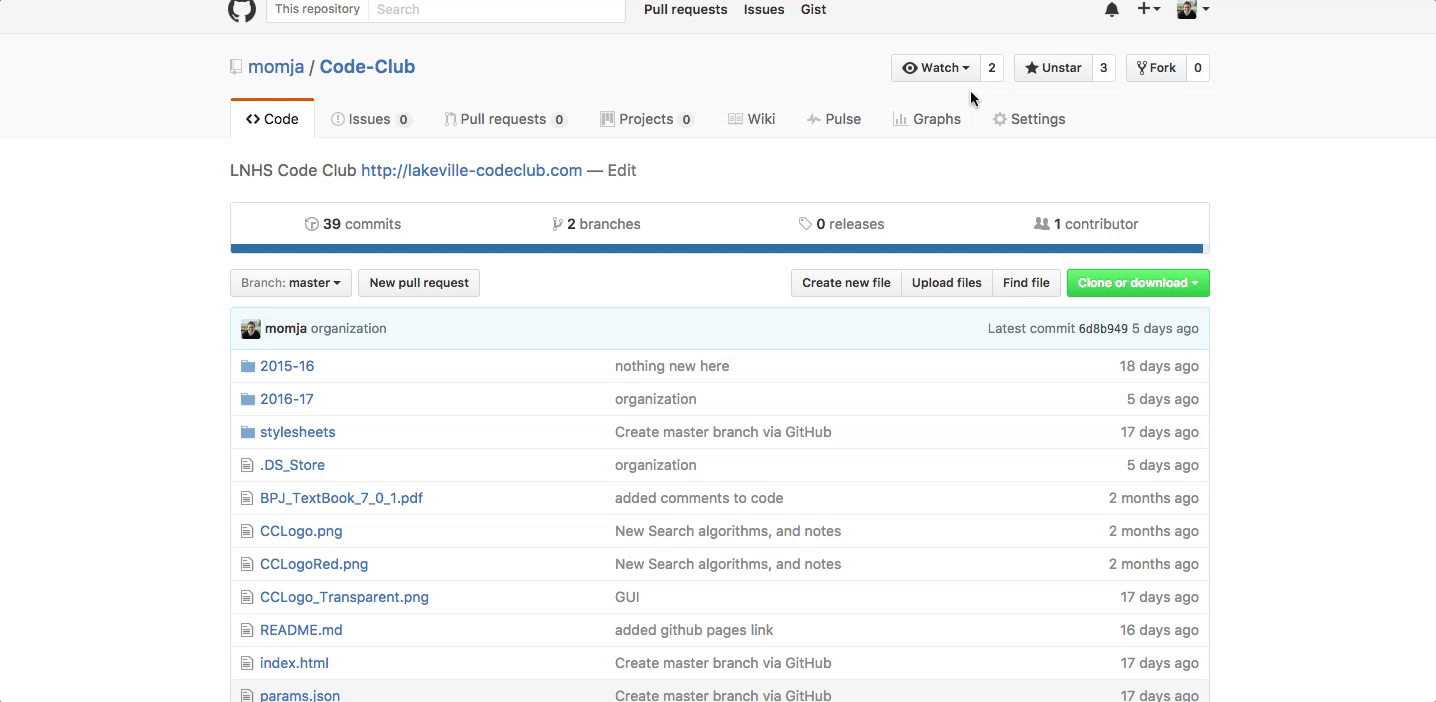 This repository Search Pull requests Issues Gist
momja / Code-Club Watch 2 Unstar 3 Fork 0
Code Issues 0 Pull requests 0 Projects 0 Wiki Pulse Graphs Settings
LNHS Code Club http://lakeville-codeclub.com — Edit
39 commits 2 branches 0 releases 1 contributor
Branch: master New pull request Create new file Upload files Find file Clone or download
momja organization Latest commit 6d8b949 5 days ago
2015-16 nothing new here 18 days ago
2016-17 organization 5 days ago
stylesheets Create master branch via GitHub 17 days ago
.DS_Store organization 5 days ago
BPJ_TextBook_7_0_1.pdf added comments to code 2 months ago
CCLogo.png New Search algorithms, and notes 2 months ago
CCLogoRed.png New Search algorithms, and notes 2 months ago
CCLogo_Transparent.png GUI 17 days ago
README.md added github pages link 16 days ago
index.html Create master branch via GitHub 17 days ago
params.json Create master branch via GitHub 17 days ago